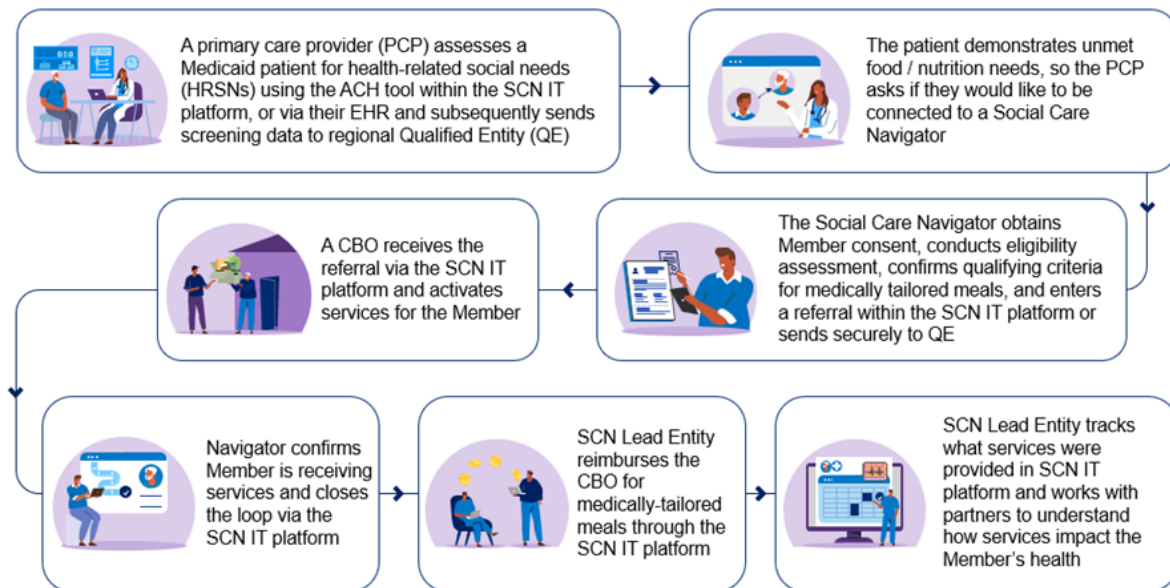 A primary care provider (PCP) assesses a
Medicaid patient for health-related social needs
(HRSNs) using the ACH tool within the SCN IT
platform, or via their EHR and subsequently sends
screening data to regional Qualified Entity (QE)
The patient demonstrates unmet
food / nutrition needs, so the PCP
asks if they would like to be
connected to a Social Care
Navigator
The Social Care Navigator obtains
Member consent, conducts eligibility
assessment, confirms qualifying criteria
for medically tailored meals, and enters
a referral within the SCN IT platform or
sends securely to QE
A CBO receives the
referral via the SCN IT
platform and activates
services for the Member
Navigator confirms
Member is receiving
services and closes
the loop via the
SCN IT platform
SCN Lead Entity
reimburses the
CBO for
medically-tailored
meals through the
SCN IT platform
SCN Lead Entity tracks
what services were
provided in SCN IT
platform and works with
partners to understand
how services impact the
Member's health